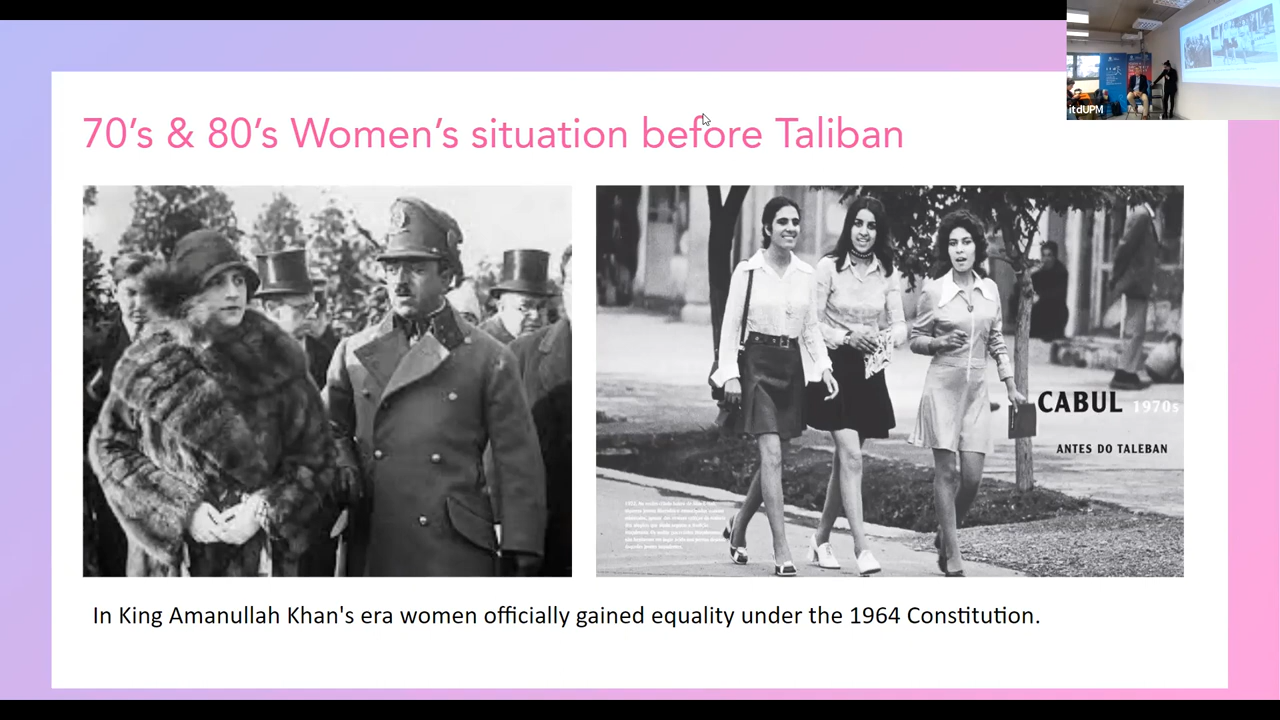 itdUPM
70's & 80's Women's situation before Taliban
CABUL 1970s
ANTES DO TALEBAN
In King Amanullah Khan's era women officially gained equality under the 1964 Constitution.